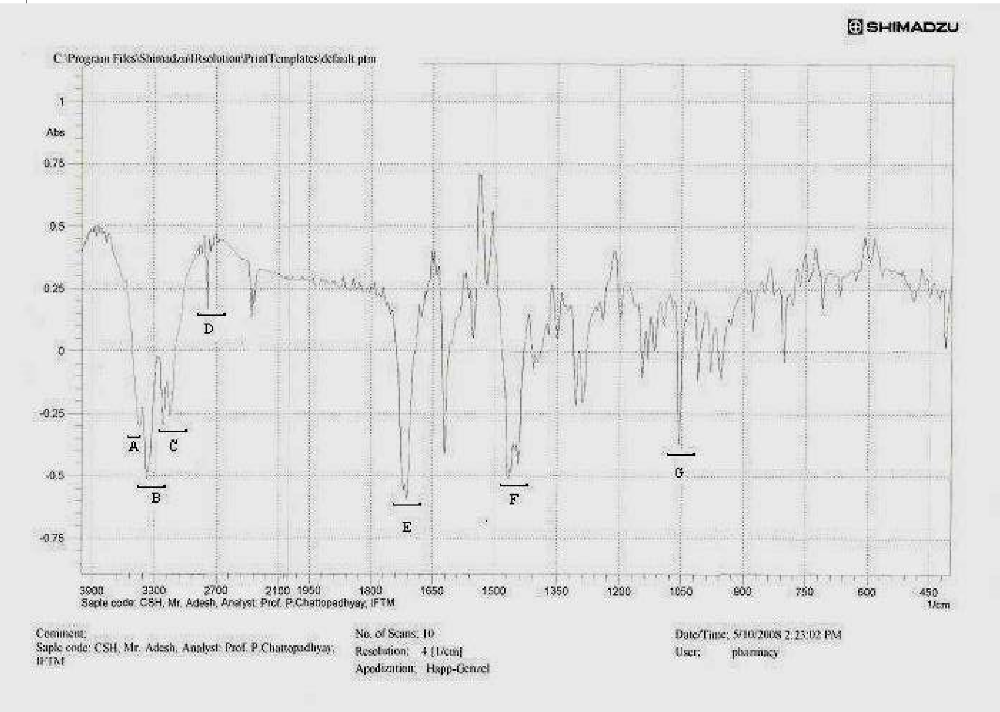 SHIMADZU
C:\Program Files\Shimadzu\IRsolution\PrintTemplates\default.ptm
1
Abs
0.75
0.5
0.25
0
-0.25
-0.5
-0.75
A
B
C
D
E
F
G
3900 3300 2700 2100 1950 1800 1650 1500 1350 1200 1050 900 750 600 450
1/cm
Saple code: CSH, Mr. Adesh, Analyst: Prof. P.Chattopadhyay, IFTM
Comment;
Saple code: CSH, Mr. Adesh, Analyst: Prof. P.Chattopadhyay,
IFTM
No. of Scans; 10
Resolution; 4 [1/cm]
Apodization; Happ-Genzel
Date/Time; 5/10/2008 2:23:02 PM
User; pharmacy